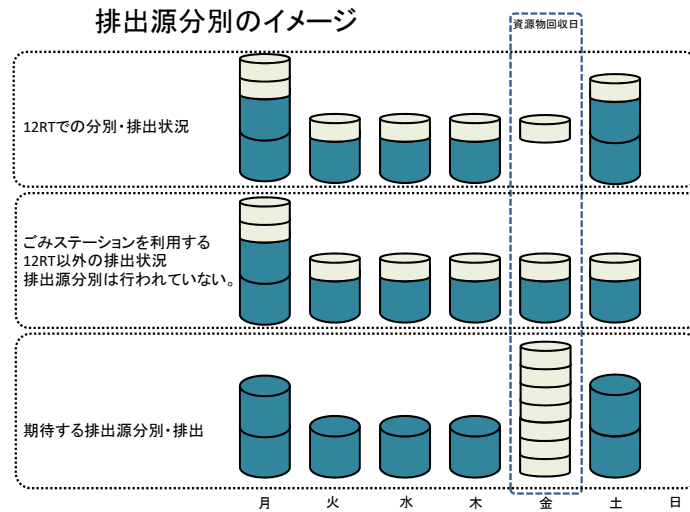 排出源分別のイメージ
資源物回収日
12RTでの分別・排出状況
ごみステーションを利用する
12RT以外の排出状況
排出源分別は行われていない。
期待する排出源分別・排出
月 火 水 木 金 土 日